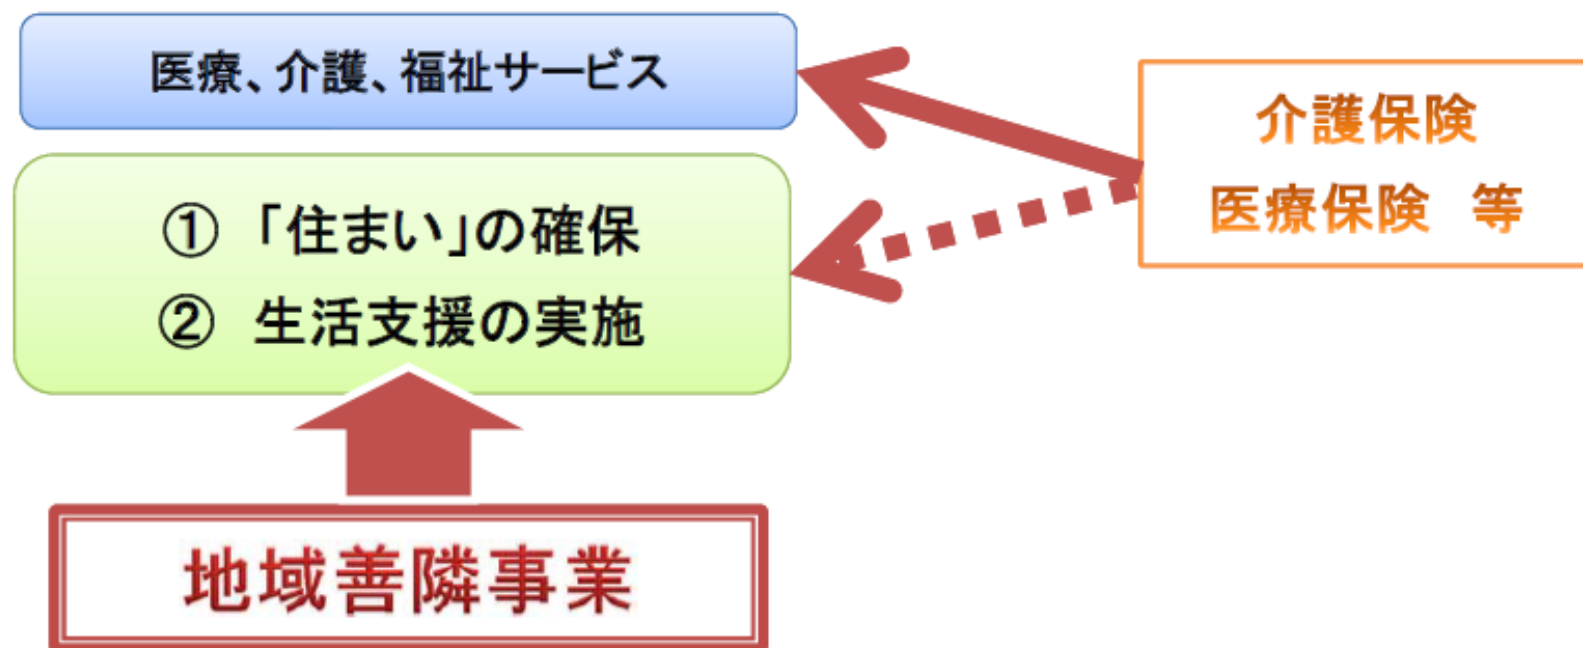 医療、介護、福祉サービス
介護保険
医療保険　等
①　「住まい」の確保
②　生活支援の実施
地域善隣事業